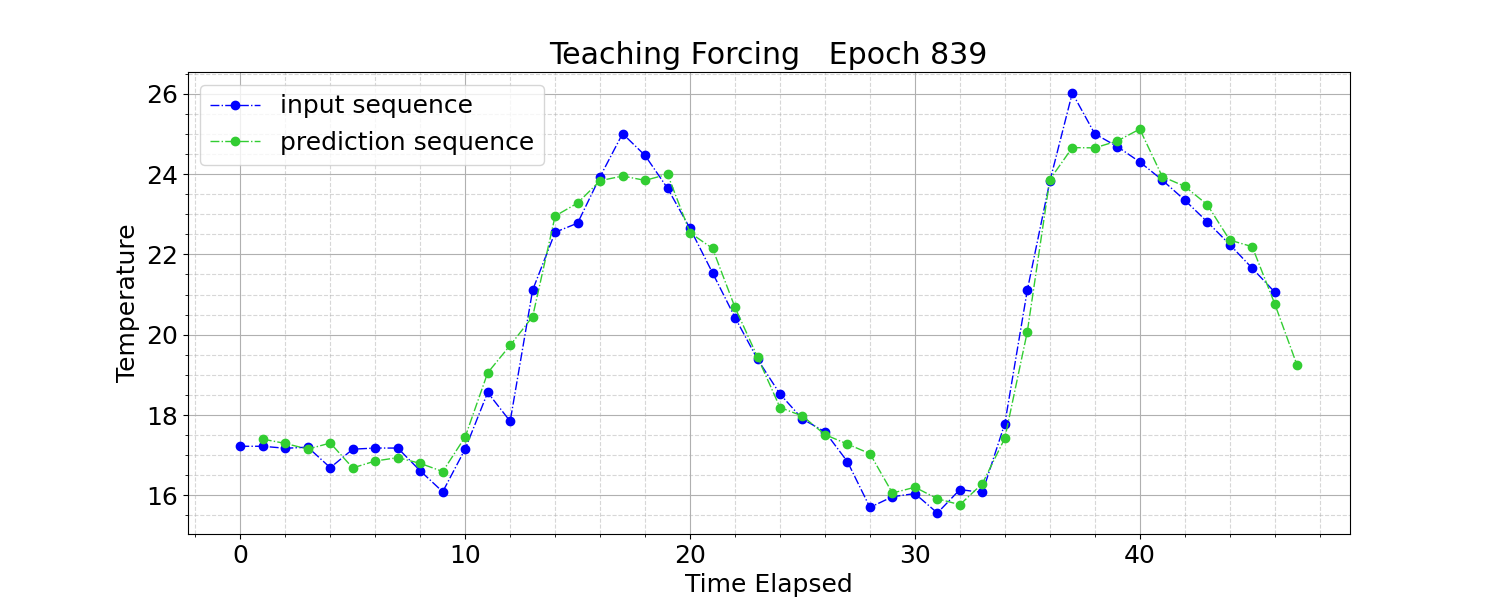 Teaching Forcing   Epoch 839
input sequence
prediction sequence
Temperature
26
24
22
20
18
16
0 10 20 30 40
Time Elapsed